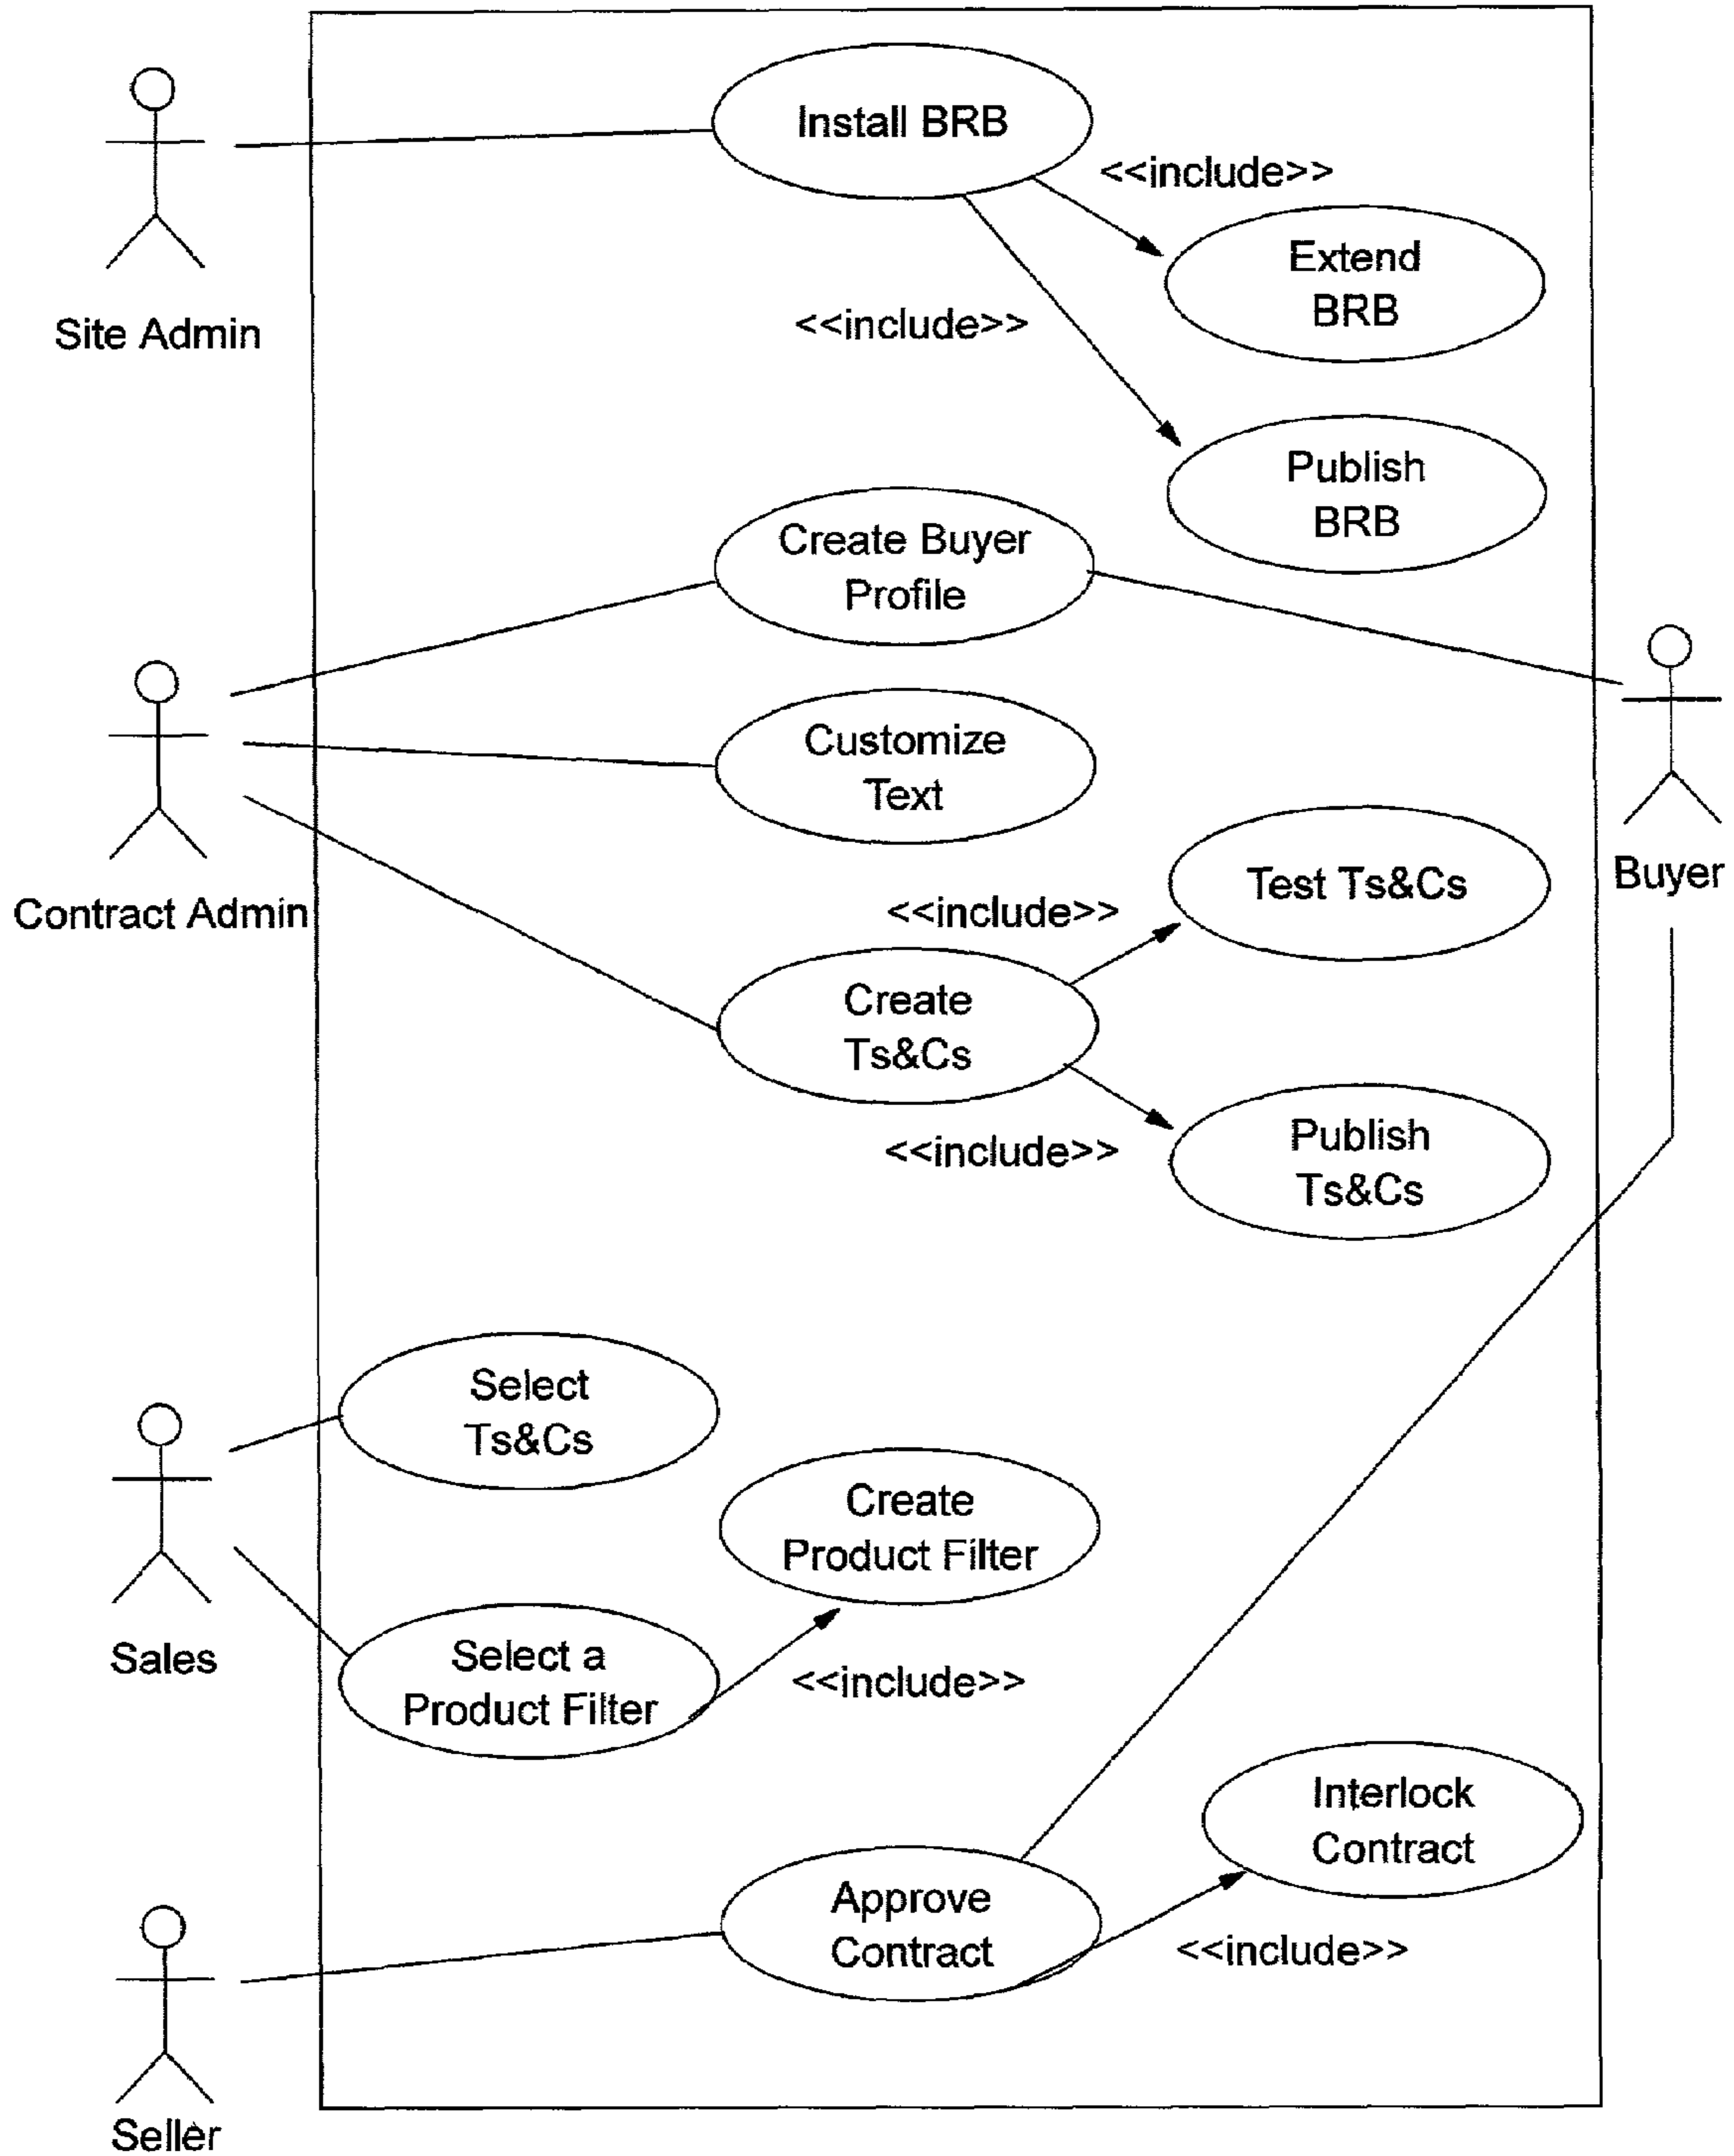 Install BRB
<<include>>
Extend
BRB
Site Admin
<<include>>
Publish
BRB
Create Buyer
Profile
Customize
Text
Buyer
Contract Admin
<<include>>
Test Ts&Cs
Create
Ts&Cs
<<include>>
Publish
Ts&Cs
Select
Ts&Cs
Create
Product Filter
Sales
Select a
Product Filter
<<include>>
Interlock
Contract
Approve
Contract
<<include>>
Seller